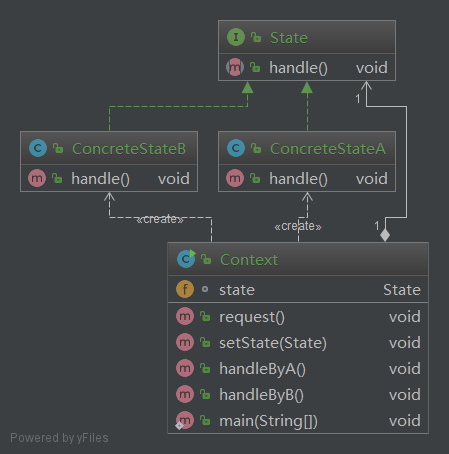 State
handle() void
1
ConcreteStateB
handle() void
ConcreteStateA
handle() void
«create»
«create»
1
Context
state State
request() void
setState(State) void
handleByA() void
handleByB() void
main(String[]) void
Powered by yFiles